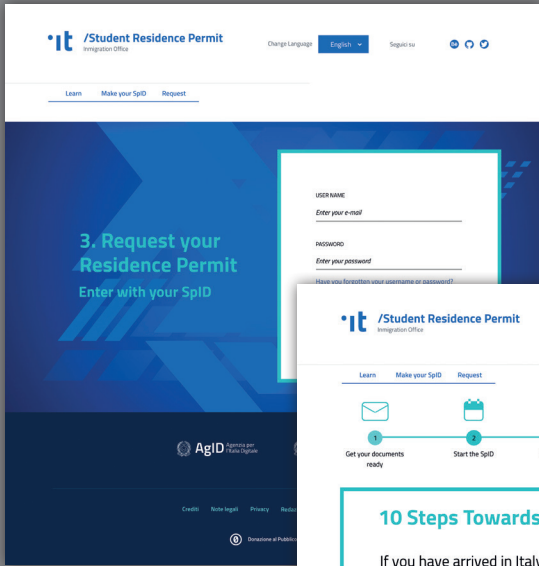 ·it /Student Residence Permit
Inmigration Office
Change Language
English
Seguici su
Bē
Learn Make your SpID Request
USER NAME
Enter your e-mail
PASSWORD
Enter your password
Have you forgotten your username or password?
3. Request your
Residence Permit
Enter with your SpID
AgID Agenzia per
l'Italia Digitale
Crediti Note legali Privacy
Donazione al Pubblico
·it /Student Residence Permit
Inmigration Office
Learn Make your SpID Request
1
2
Get your documents
ready
Start the SpID
10 Steps Towards
If you have arrived in Italy